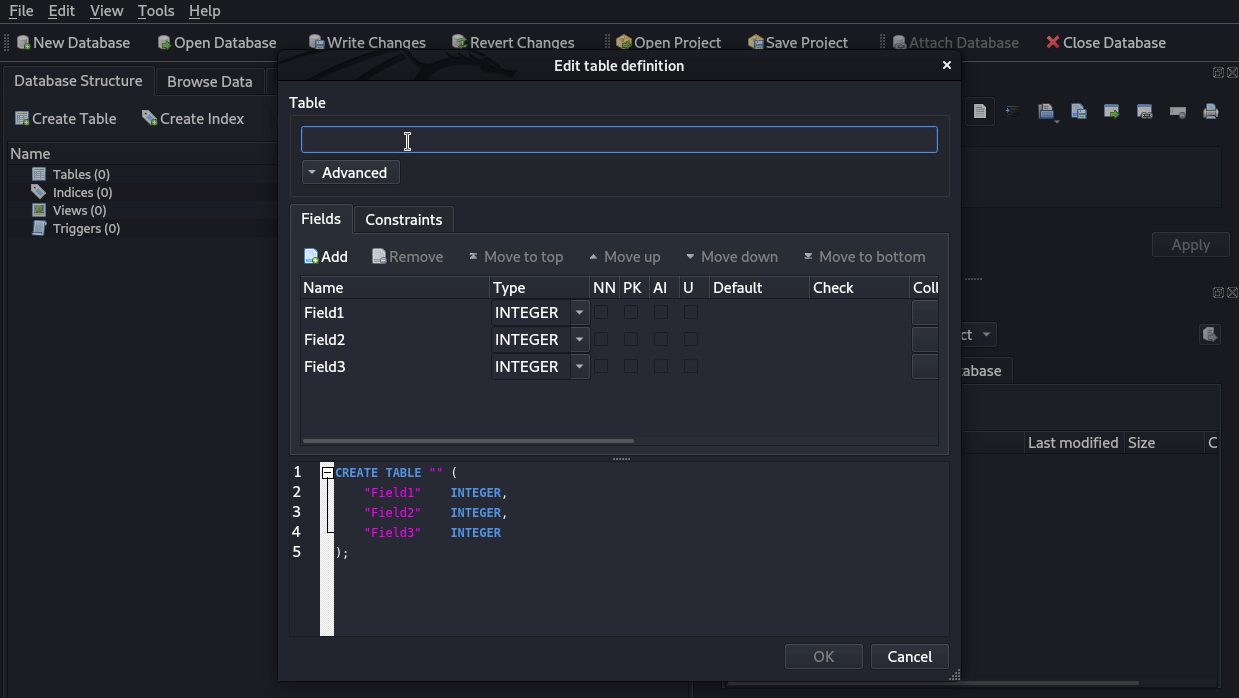 File Edit View Tools Help
New Database Open Database Write Changes Revert Changes Open Project Save Project Attach Database Close Database
Edit table definition
Database Structure Browse Data
Create Table Create Index
Name
Tables (0)
Indices (0)
Views (0)
Triggers (0)
Table
Advanced
Fields Constraints
Add Remove Move to top Move up Move down Move to bottom
Name Type NN PK AI U Default Check Coll
Field1 INTEGER
Field2 INTEGER
Field3 INTEGER
1 CREATE TABLE "" (
2 "Field1" INTEGER,
3 "Field2" INTEGER,
4 "Field3" INTEGER
5 );
OK Cancel
Apply
ct
abase
Last modified Size C